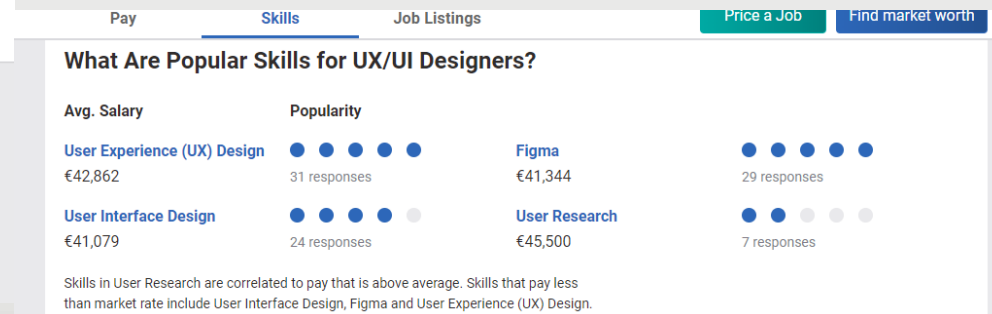 Pay Skills Job Listings Price a Job Find market worth
What Are Popular Skills for UX/UI Designers?
Avg. Salary Popularity
User Experience (UX) Design Figma
€42,862 31 responses €41,344 29 responses
User Interface Design User Research
€41,079 24 responses €45,500 7 responses
Skills in User Research are correlated to pay that is above average. Skills that pay less
than market rate include User Interface Design, Figma and User Experience (UX) Design.